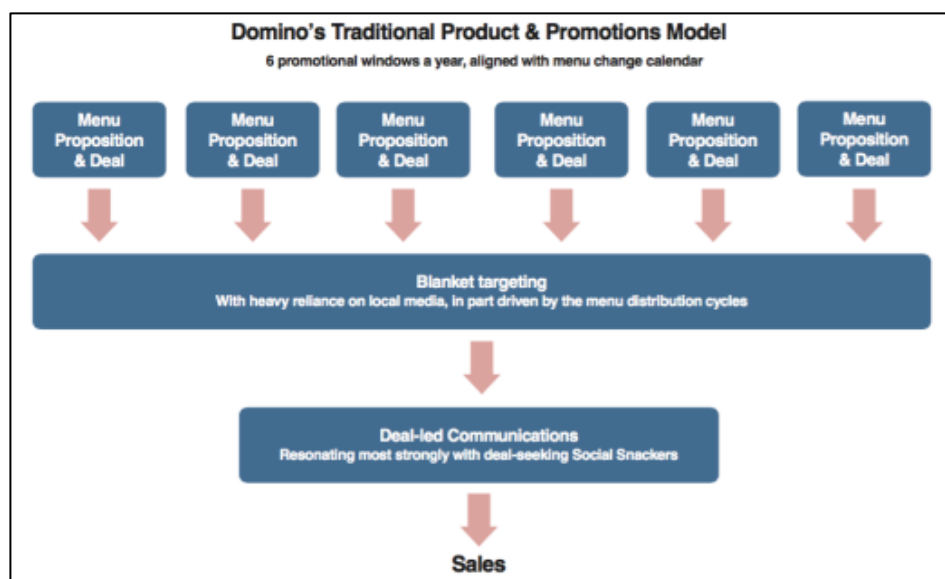 Domino's Traditional Product & Promotions Model
6 promotional windows a year, aligned with menu change calendar
Menu
Proposition
& Deal
Menu
Proposition
& Deal
Menu
Proposition
& Deal
Menu
Proposition
& Deal
Menu
Proposition
& Deal
Menu
Proposition
& Deal
Blanket targeting
With heavy reliance on local media, in part driven by the menu distribution cycles
Deal-led Communications
Resonating most strongly with deal-seeking Social Snackers
Sales